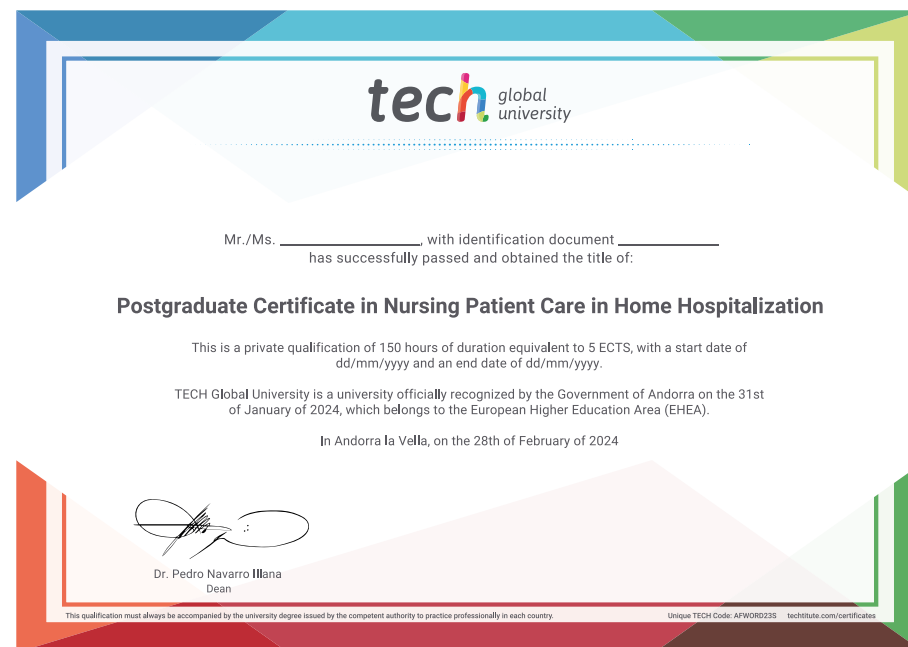 tech global
university
Mr./Ms. ____________, with identification document ____________
has successfully passed and obtained the title of:
Postgraduate Certificate in Nursing Patient Care in Home Hospitalization
This is a private qualification of 150 hours of duration equivalent to 5 ECTS, with a start date of
dd/mm/yyyy and an end date of dd/mm/yyyy.
TECH Global University is a university officially recognized by the Government of Andorra on the 31st
of January of 2024, which belongs to the European Higher Education Area (EHEA).
In Andorra la Vella, on the 28th of February of 2024
Dr. Pedro Navarro Illana
Dean
This qualification must always be accompanied by the university degree issued by the competent authority to practice professionally in each country.
Unique TECH Code: AFWORD23S techtitute.com/certificates